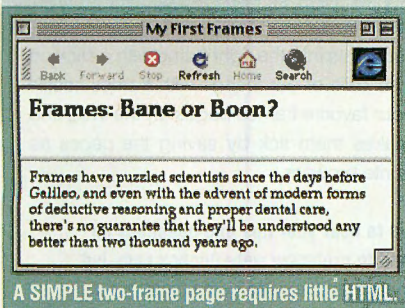 My First Frames
Back Forward Stop Refresh Home Search
Frames: Bane or Boon?
Frames have puzzled scientists since the days before
Galileo, and even with the advent of modern forms
of deductive reasoning and proper dental care,
there's no guarantee that they'll be understood any
better than two thousand years ago.
A SIMPLE two-frame page requires little HTML.